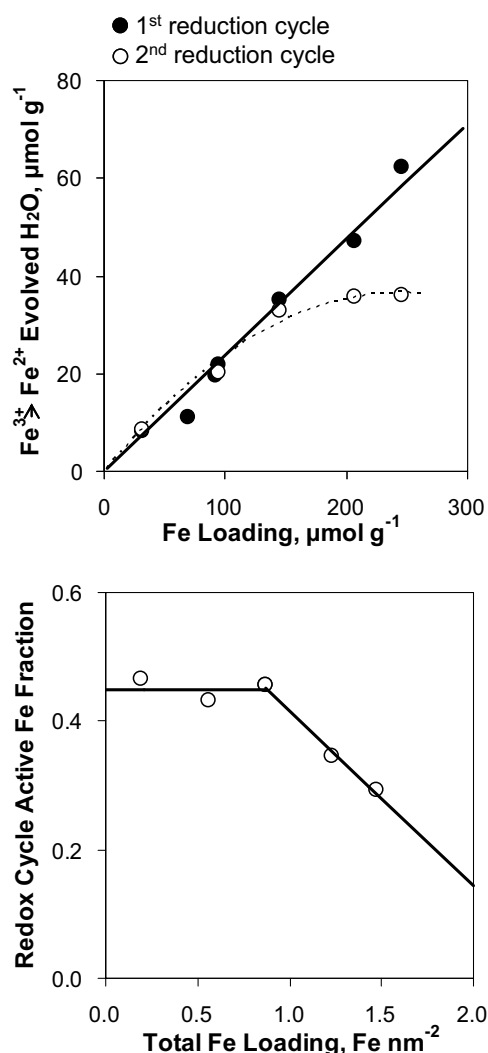 ● 1st reduction cycle
○ 2nd reduction cycle
80
60
40
20
0
0 100 200 300
Fe³⁺→ Fe²⁺ Evolved H₂O, µmol g⁻¹
Fe Loading, µmol g⁻¹
0.6
0.4
0.2
0.0
0.0 0.5 1.0 1.5 2.0
Redox Cycle Active Fe Fraction
Total Fe Loading, Fe nm⁻²